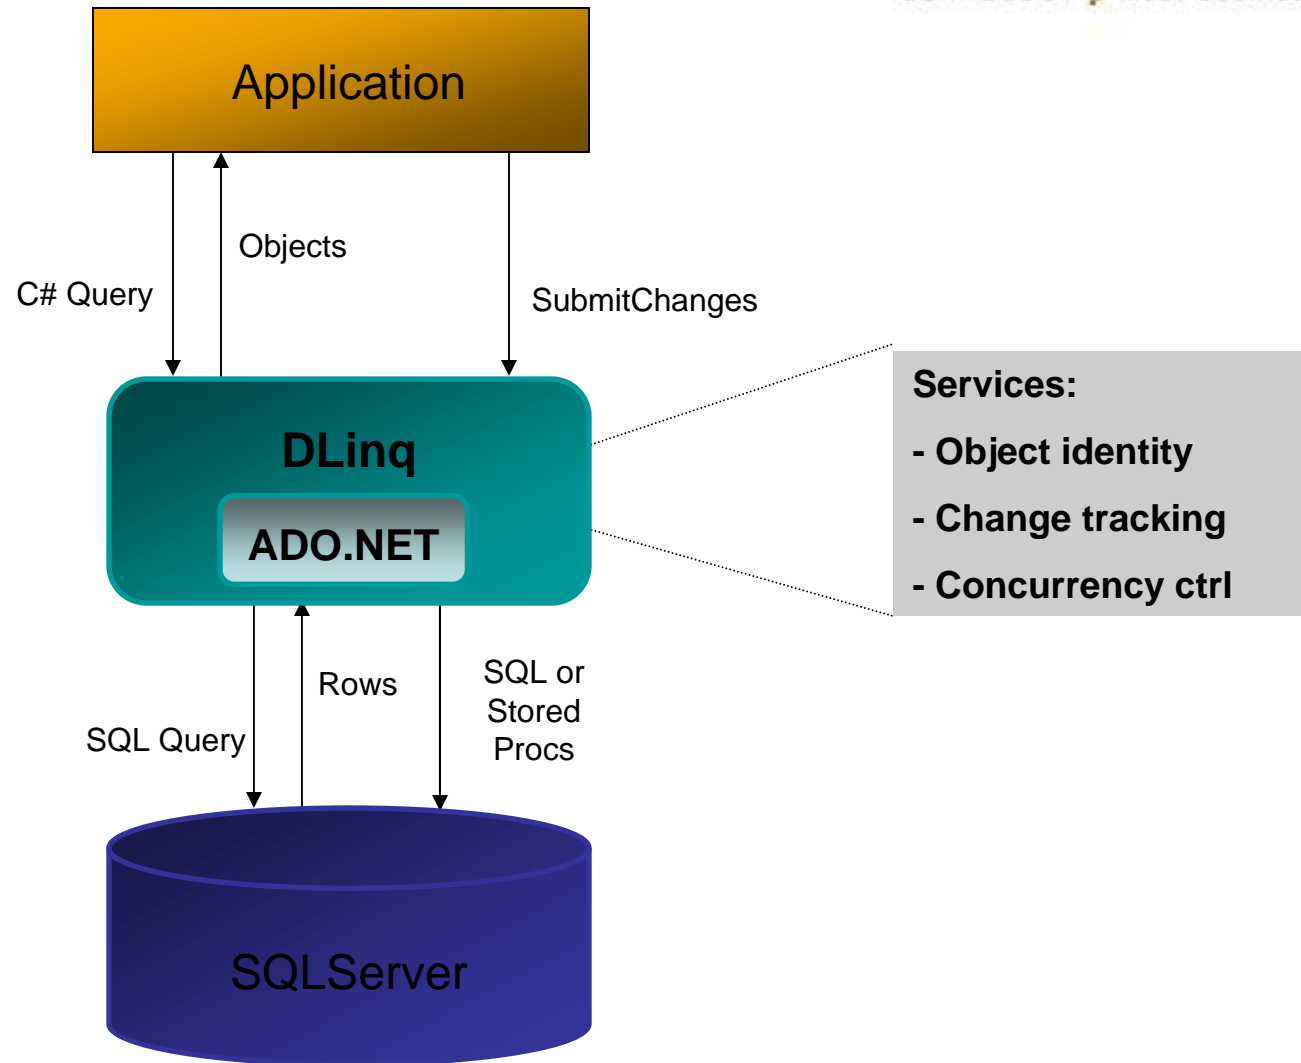 Application
Objects
C# Query
SubmitChanges
Services:
- Object identity
- Change tracking
- Concurrency ctrl
DLinq
ADO.NET
Rows
SQL or
Stored
Procs
SQL Query
SQLServer